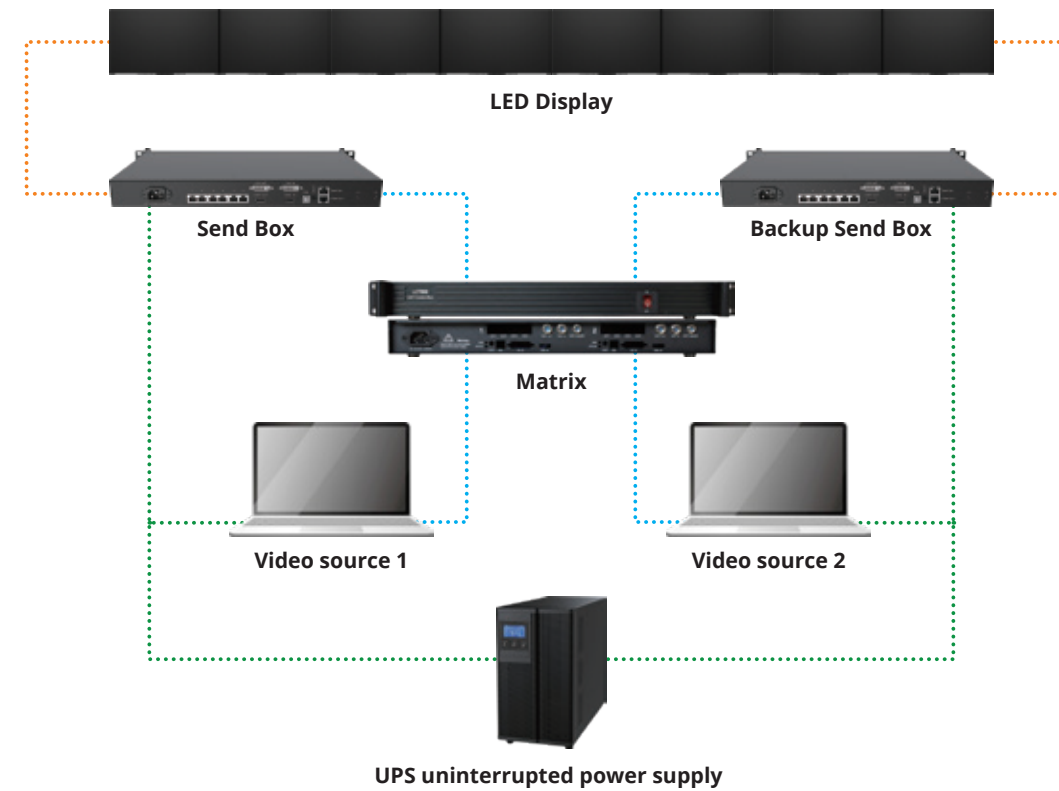 LED Display
Send Box
Backup Send Box
Matrix
Video source 1
Video source 2
UPS uninterrupted power supply